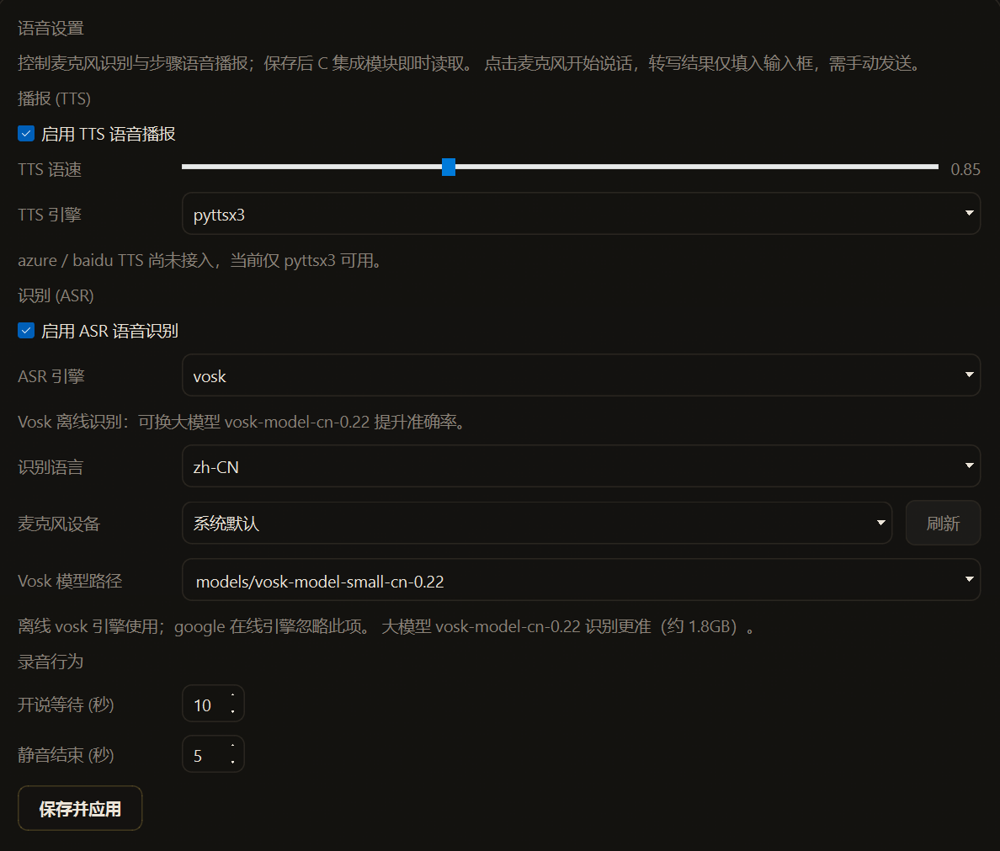 语音设置
控制麦克风识别与步骤语音播报；保存后 C 集成模块即时读取。 点击麦克风开始说话，转写结果仅填入输入框，需手动发送。
播报 (TTS)
启用 TTS 语音播报
TTS 语速 0.85
TTS 引擎 pyttsx3
azure / baidu TTS 尚未接入，当前仅 pyttsx3 可用。
识别 (ASR)
启用 ASR 语音识别
ASR 引擎 vosk
Vosk 离线识别：可换大模型 vosk-model-cn-0.22 提升准确率。
识别语言 zh-CN
麦克风设备 系统默认 刷新
Vosk 模型路径 models/vosk-model-small-cn-0.22
离线 vosk 引擎使用；google 在线引擎忽略此项。 大模型 vosk-model-cn-0.22 识别更准（约 1.8GB）。
录音行为
开说等待 (秒) 10
静音结束 (秒) 5
保存并应用